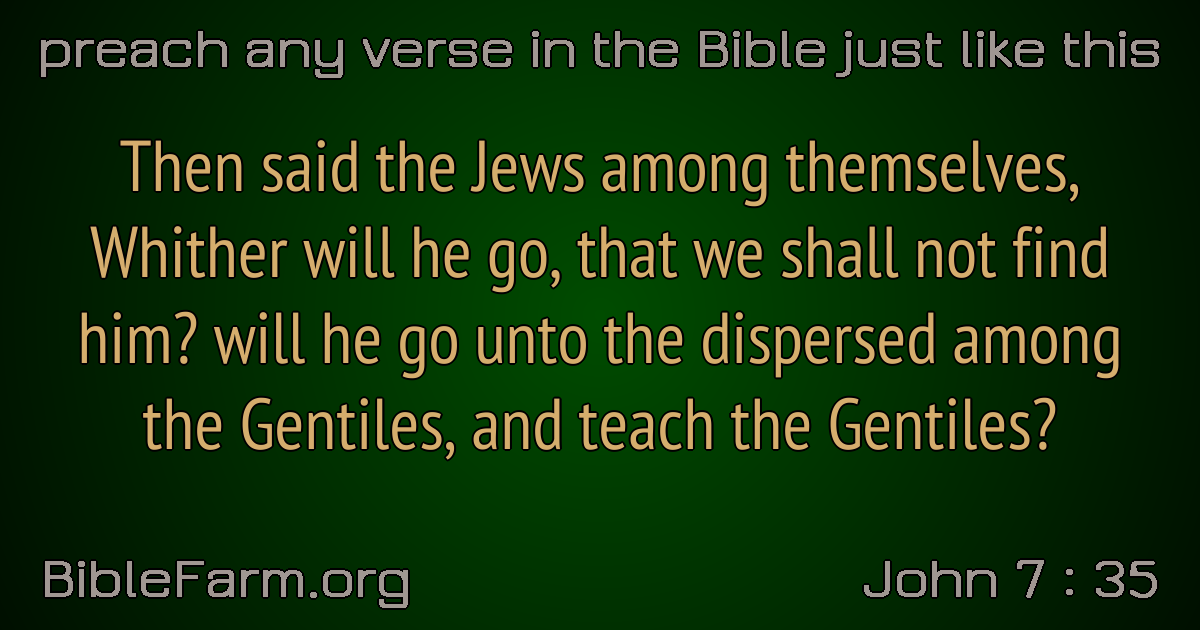 preach any verse in the Bible just like this
Then said the Jews among themselves,
Whither will he go, that we shall not find
him? will he go unto the dispersed among
the Gentiles, and teach the Gentiles?
BibleFarm.org
John 7 : 35